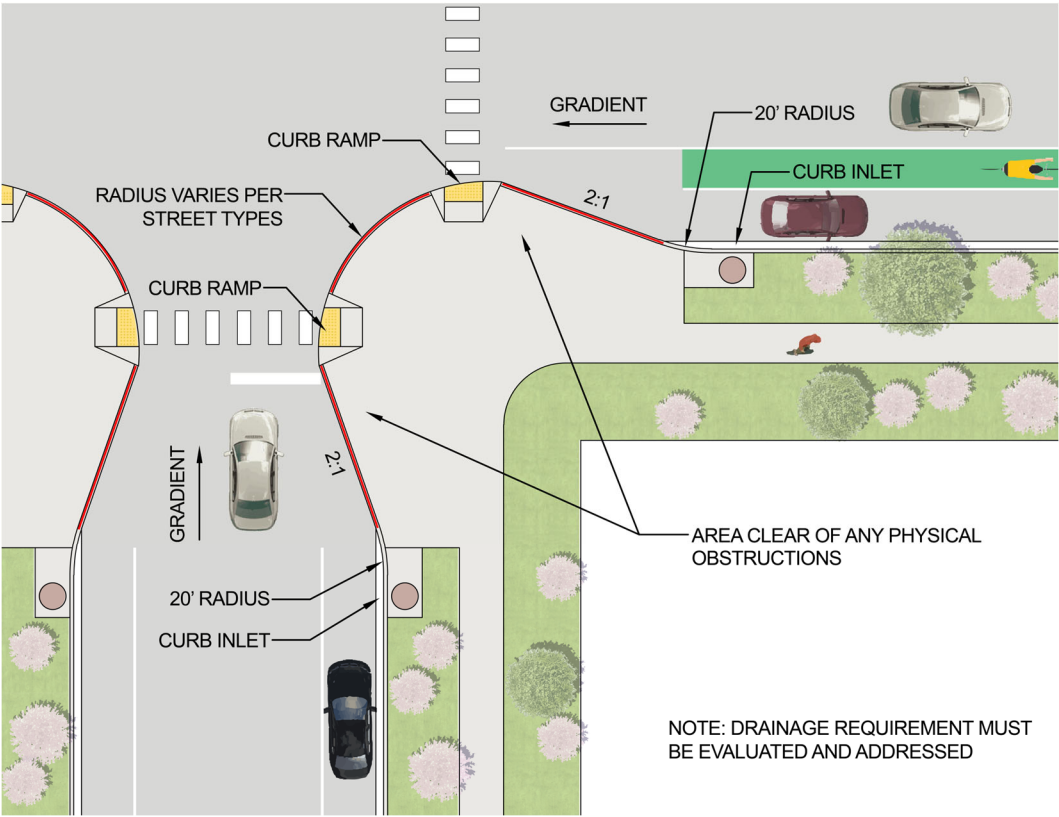 GRADIENT
20' RADIUS
CURB RAMP
CURB INLET
RADIUS VARIES PER
STREET TYPES
2:1
CURB RAMP
GRADIENT
2:1
AREA CLEAR OF ANY PHYSICAL
OBSTRUCTIONS
20' RADIUS
CURB INLET
NOTE: DRAINAGE REQUIREMENT MUST
BE EVALUATED AND ADDRESSED